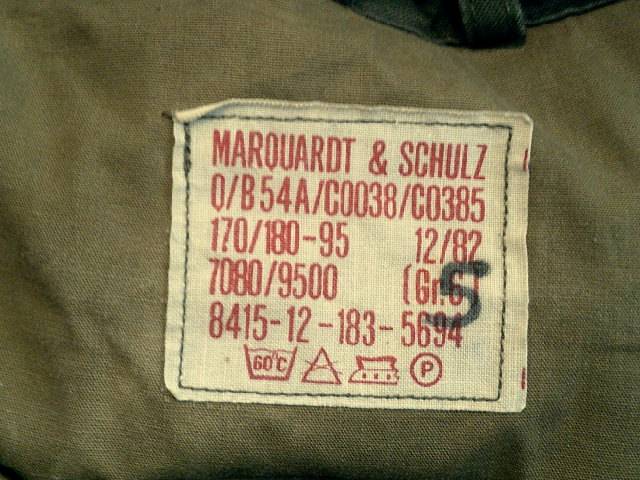 MARQUARDT & SCHULZ
O/B54A/C0038/C0385
170/180-95 12/82
7080/9500 (Gr.6)
5
8415-12-183-5694
60°C
P